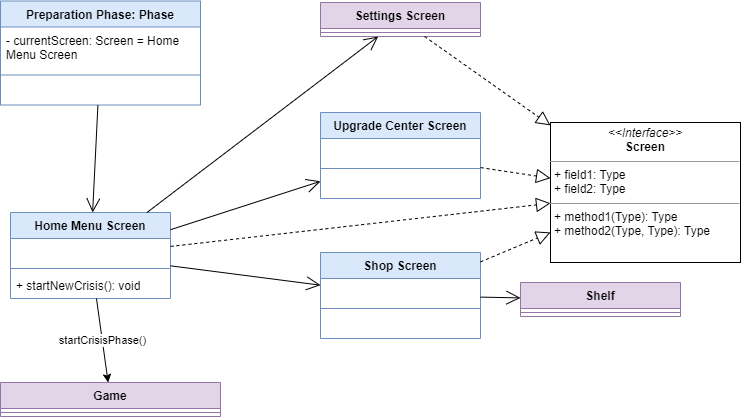 Preparation Phase: Phase
- currentScreen: Screen = Home
Menu Screen
Settings Screen
Upgrade Center Screen
<<Interface>>
Screen
+ field1: Type
+ field2: Type
+ method1(Type): Type
+ method2(Type, Type): Type
Home Menu Screen
+ startNewCrisis(): void
Shop Screen
Shelf
startCrisisPhase()
Game